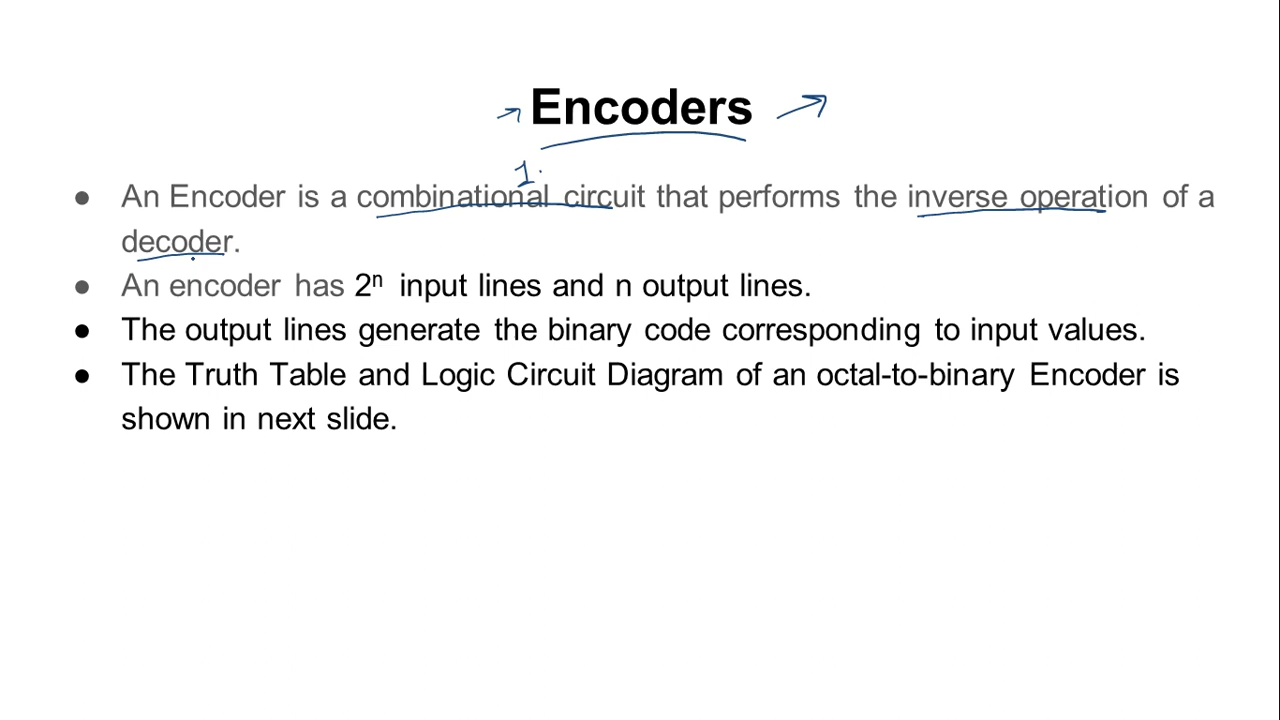 Encoders
1.
● An Encoder is a combinational circuit that performs the inverse operation of a
decoder.
● An encoder has 2ⁿ input lines and n output lines.
● The output lines generate the binary code corresponding to input values.
● The Truth Table and Logic Circuit Diagram of an octal-to-binary Encoder is
shown in next slide.